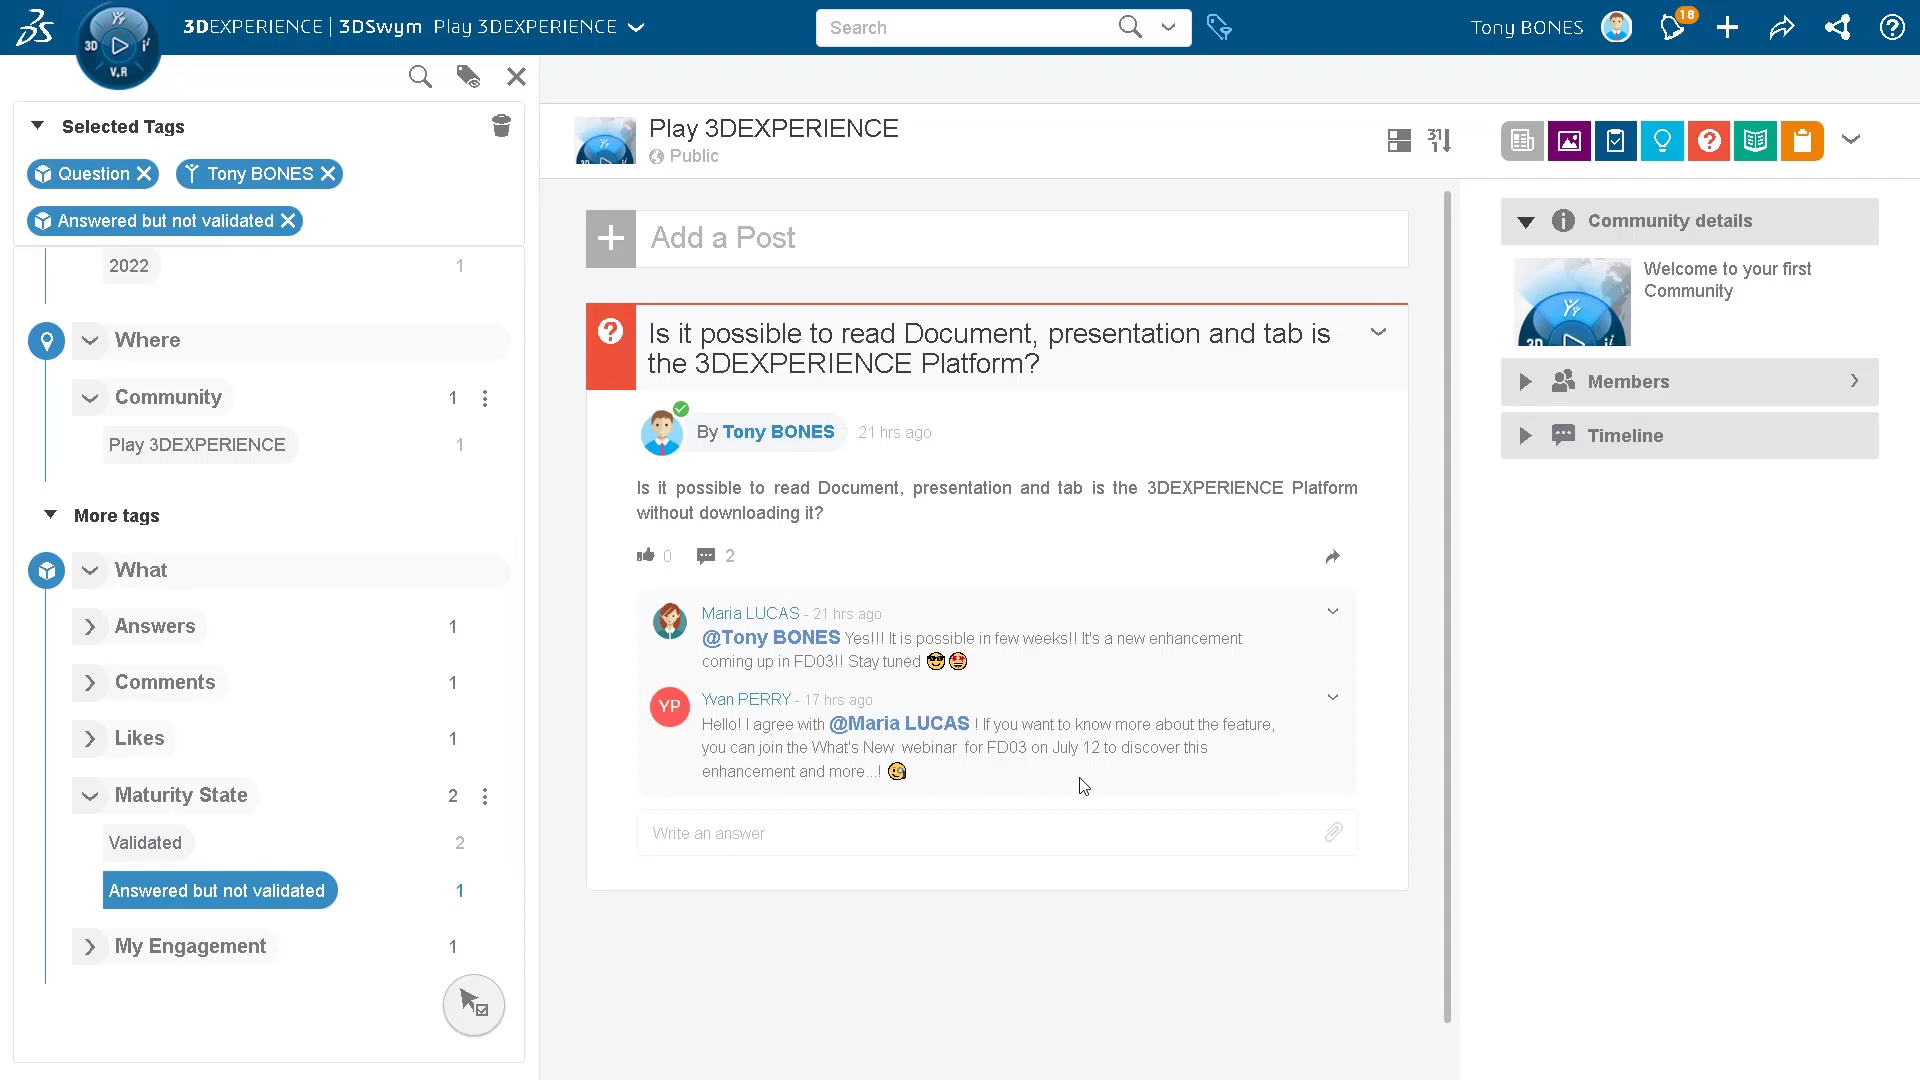 3DEXPERIENCE | 3DSwym Play 3DEXPERIENCE
Search
Tony BONES
18
3D
V.R
Selected Tags
Question
Tony BONES
Answered but not validated
2022 1
Where
Community 1
Play 3DEXPERIENCE 1
More tags
What
Answers 1
Comments 1
Likes 1
Maturity State 2
Validated 2
Answered but not validated 1
My Engagement 1
Play 3DEXPERIENCE
Public
31
1
Add a Post
Is it possible to read Document, presentation and tab is
the 3DEXPERIENCE Platform?
By Tony BONES 21 hrs ago
Is it possible to read Document, presentation and tab is the 3DEXPERIENCE Platform
without downloading it?
0 2
Maria LUCAS - 21 hrs ago
@Tony BONES Yes!!! It is possible in few weeks!! It's a new enhancement
coming up in FD03!! Stay tuned 😎🤩
YP
Yvan PERRY - 17 hrs ago
Hello! I agree with @Maria LUCAS ! If you want to know more about the feature,
you can join the What's New webinar for FD03 on July 12 to discover this
enhancement and more...! 🧐
Write an answer
Community details
Welcome to your first
Community
3D
Members
Timeline